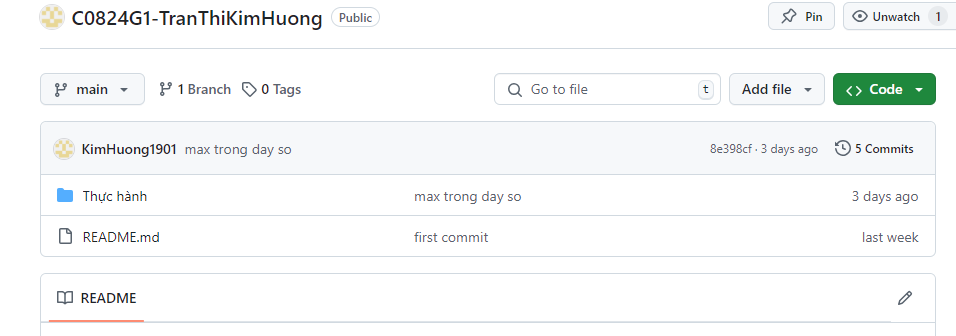 C0824G1-TranThiKimHuong Public Pin Unwatch 1
main 1 Branch 0 Tags Go to file t Add file Code
KimHuong1901 max trong day so 8e398cf · 3 days ago 5 Commits
Thực hành max trong day so 3 days ago
README.md first commit last week
README